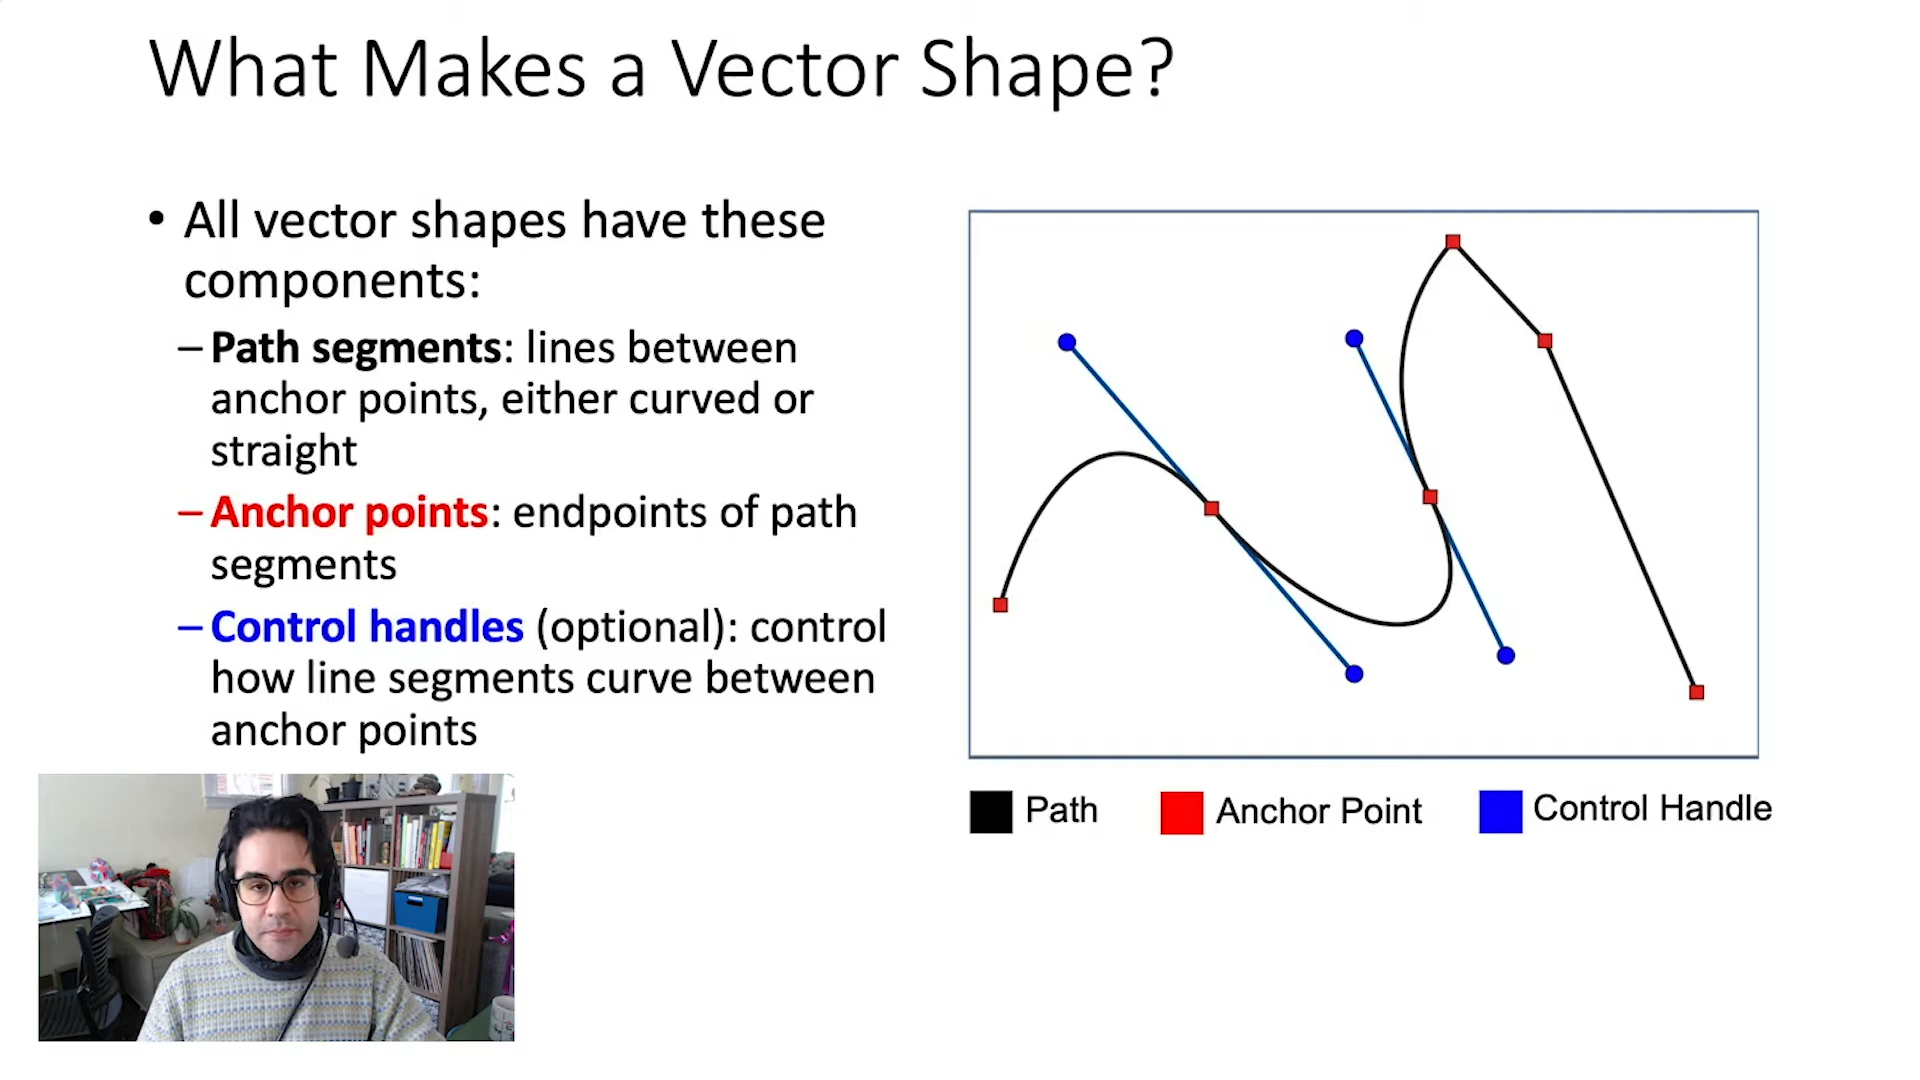 What Makes a Vector Shape?
• All vector shapes have these
components:
– Path segments: lines between
anchor points, either curved or
straight
– Anchor points: endpoints of path
segments
– Control handles (optional): control
how line segments curve between
anchor points
Path
Anchor Point
Control Handle